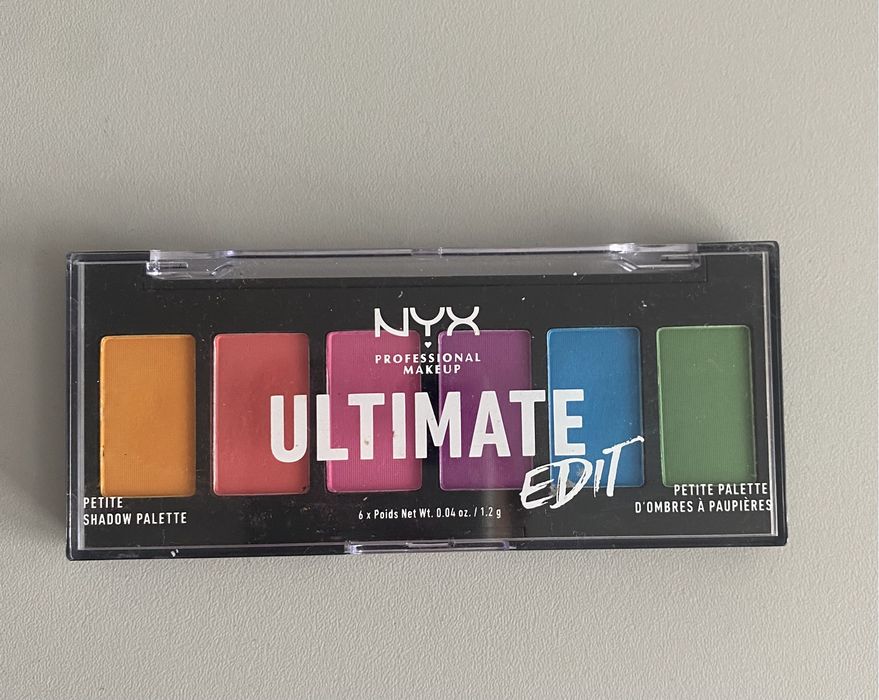 NYX
PROFESSIONAL
MAKEUP
ULTIMATE
EDIT
PETITE
SHADOW PALETTE
6 x Poids Net Wt. 0.04 oz. / 1.2 g
PETITE PALETTE
D'OMBRES À PAUPIÈRES